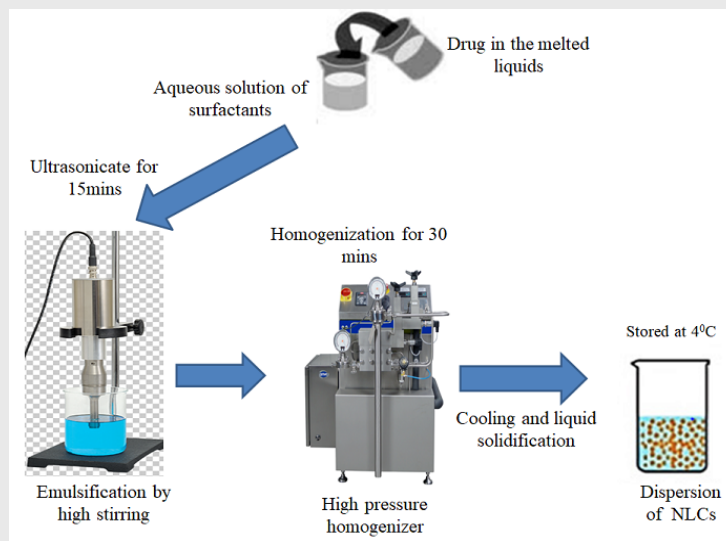 Drug in the melted
liquids
Aqueous solution of
surfactants
Ultrasonicate for
15mins
Homogenization for 30
mins
Stored at 4⁰C
Cooling and liquid
solidification
Emulsification by
high stirring
High pressure
homogenizer
Dispersion
of NLCs